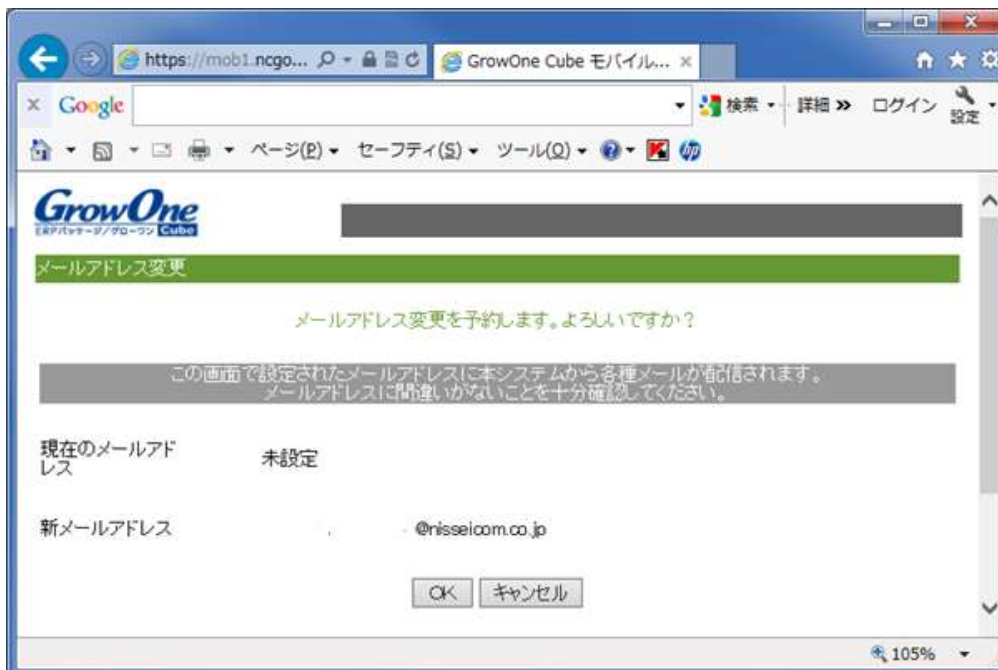 https://mob1.ncgo...
GrowOne Cube モバイル...
Google
検索
詳細 »
ログイン
設定
ページ(P)
セーフティ(S)
ツール(O)
hp
GrowOne
ERPパッケージ/グローワン Cube
メールアドレス変更
メールアドレス変更を予約します。よろしいですか？
この画面で設定されたメールアドレスに本システムから各種メールが配信されます。
メールアドレスに間違いがないことを十分確認してください。
現在のメールアド
レス
未設定
新メールアドレス
@nisseicom.co.jp
OK
キャンセル
105%